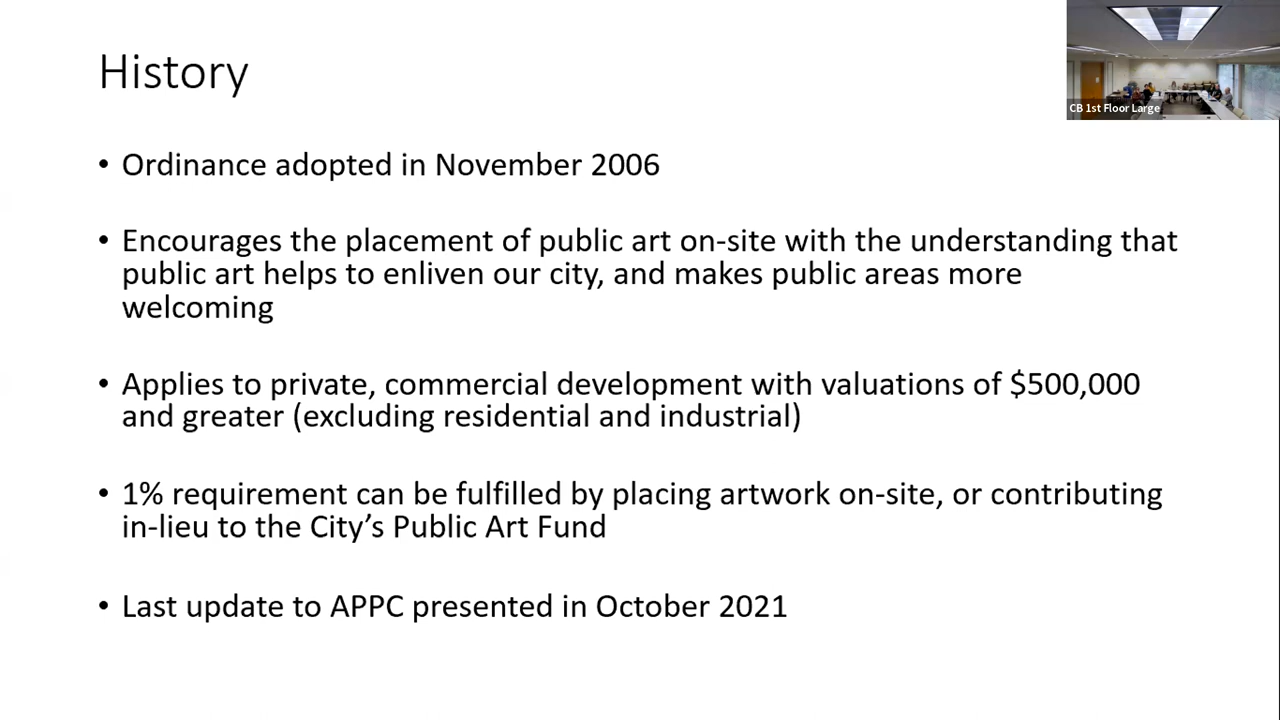 History
CB 1st Floor Large
• Ordinance adopted in November 2006
• Encourages the placement of public art on-site with the understanding that
public art helps to enliven our city, and makes public areas more
welcoming
• Applies to private, commercial development with valuations of $500,000
and greater (excluding residential and industrial)
• 1% requirement can be fulfilled by placing artwork on-site, or contributing
in-lieu to the City’s Public Art Fund
• Last update to APPC presented in October 2021